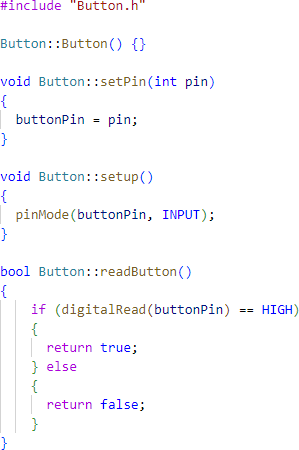 #include "Button.h"
Button::Button() {}
void Button::setPin(int pin)
{
buttonPin = pin;
}
void Button::setup()
{
pinMode(buttonPin, INPUT);
}
bool Button::readButton()
{
if (digitalRead(buttonPin) == HIGH)
{
return true;
} else
{
return false;
}
}